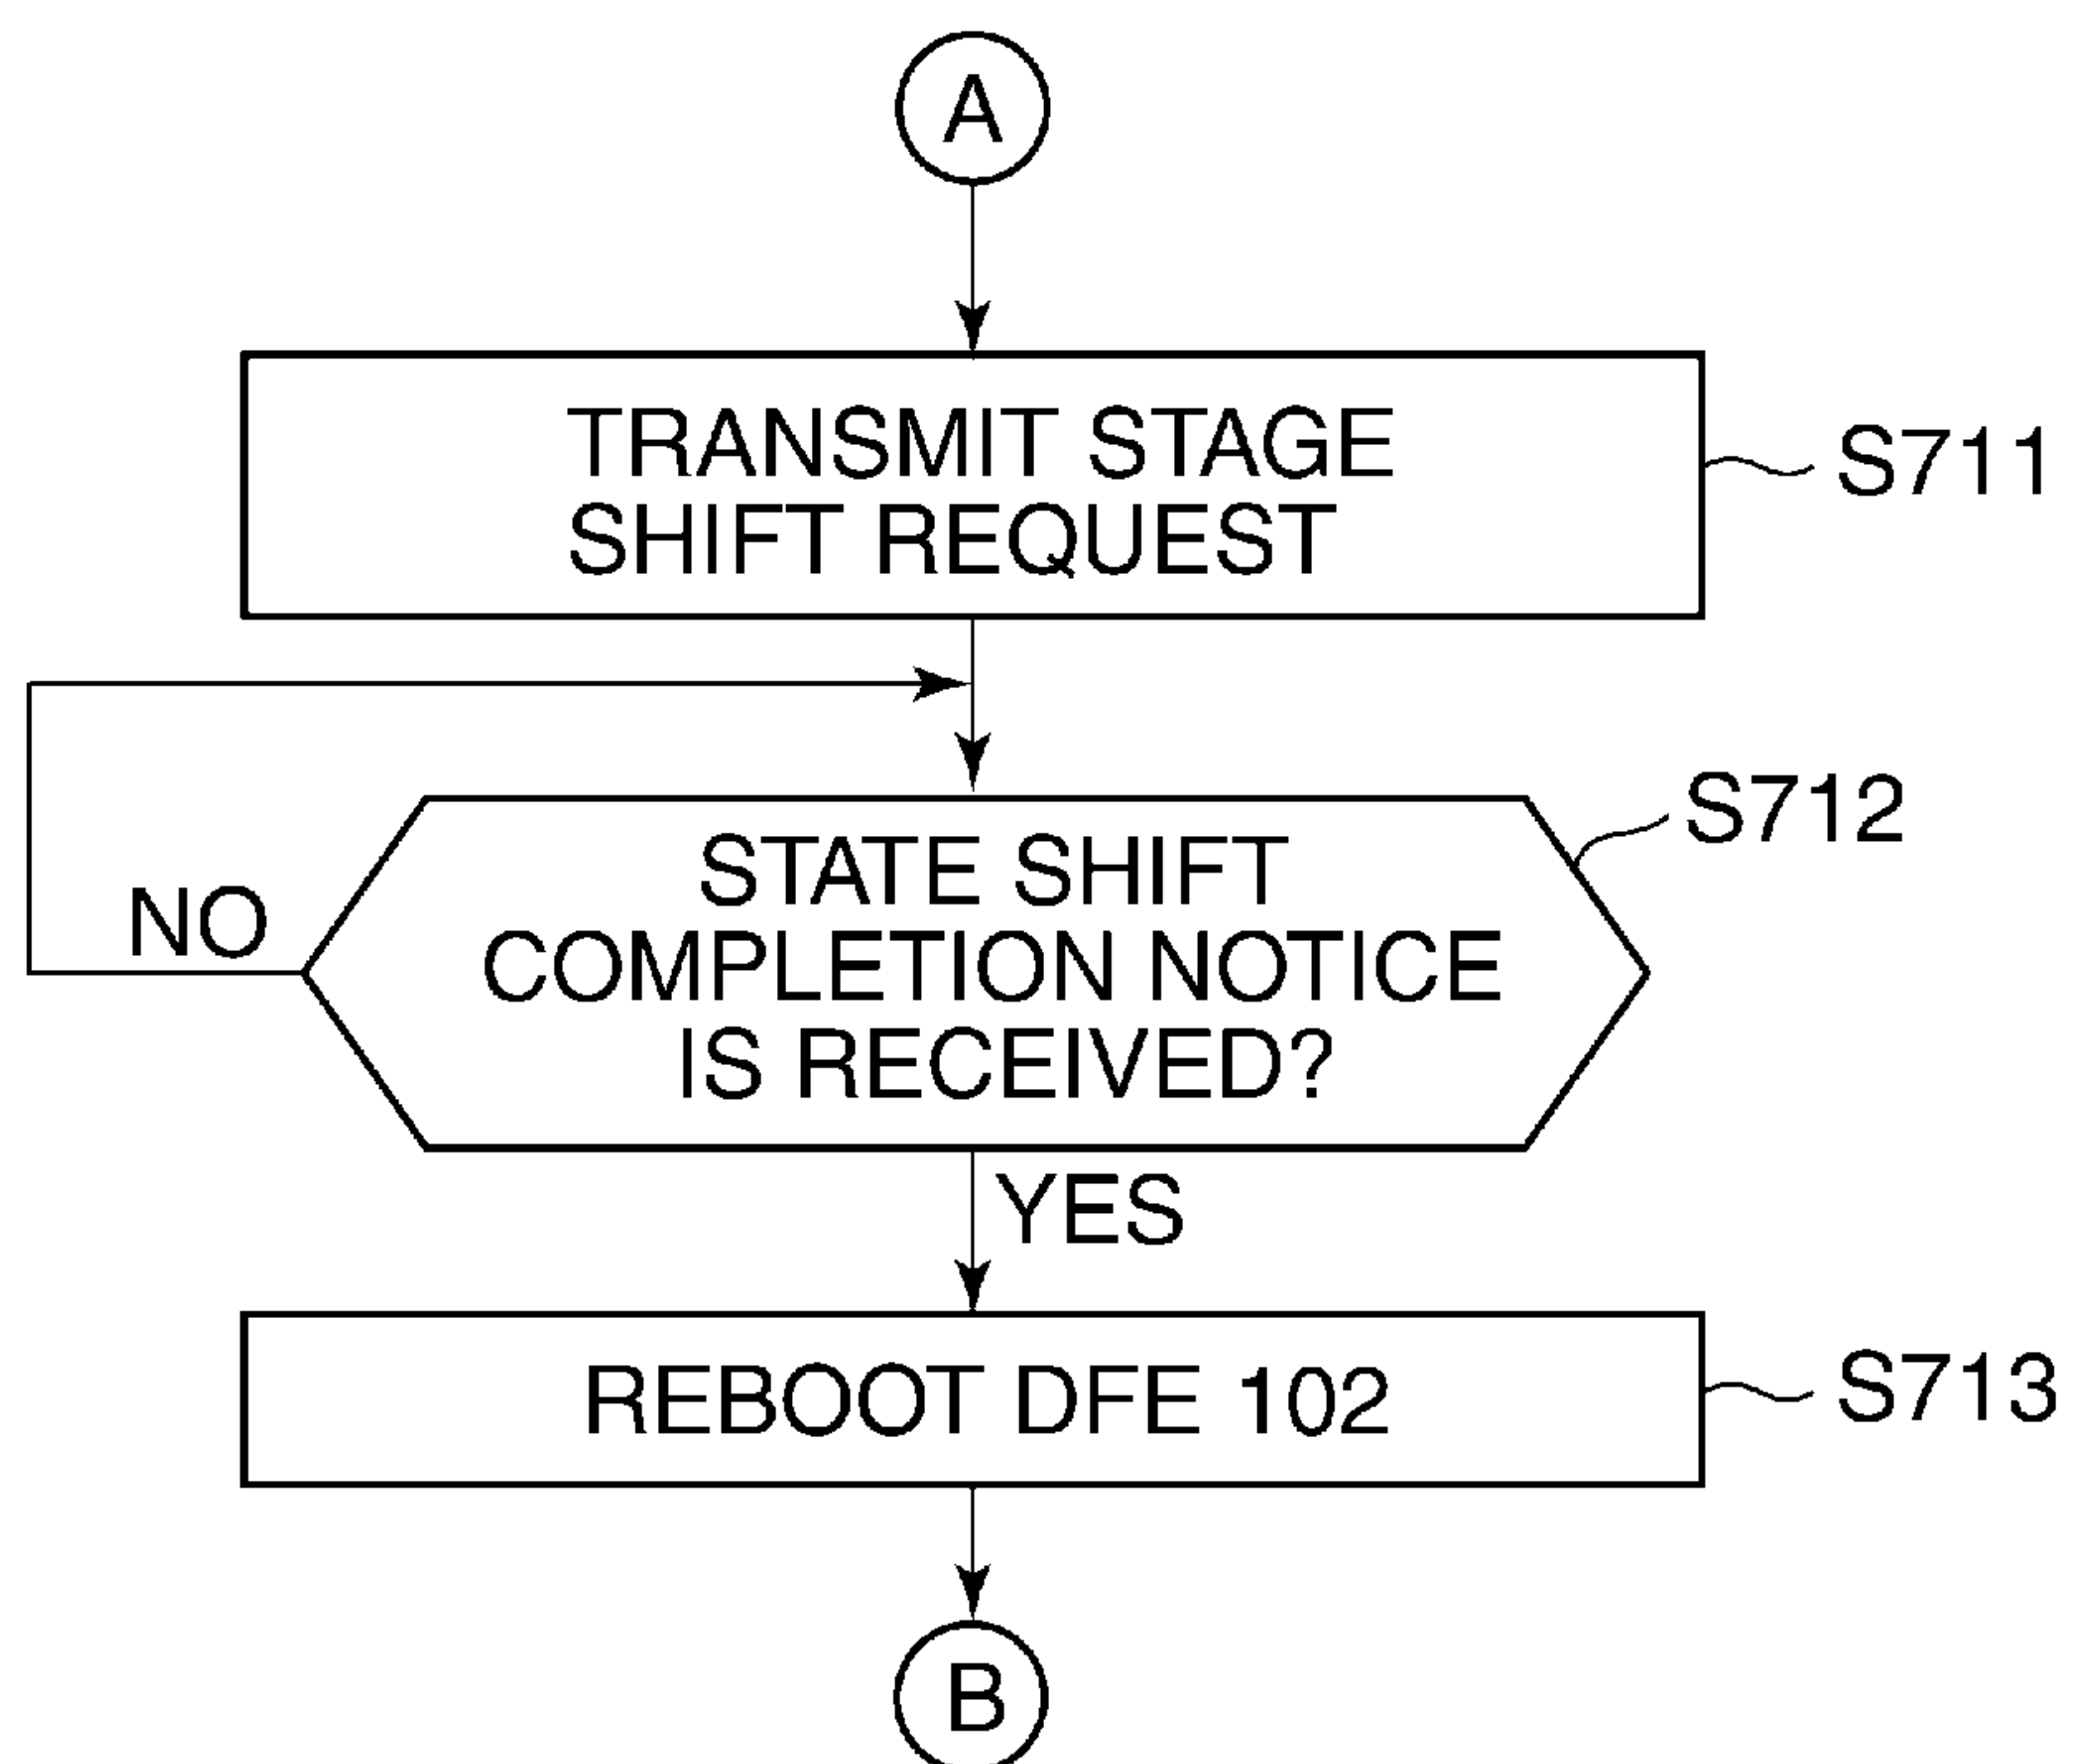 A
TRANSMIT STAGE
SHIFT REQUEST
S711
STATE SHIFT
COMPLETION NOTICE
IS RECEIVED?
S712
NO
YES
REBOOT DFE 102
S713
B